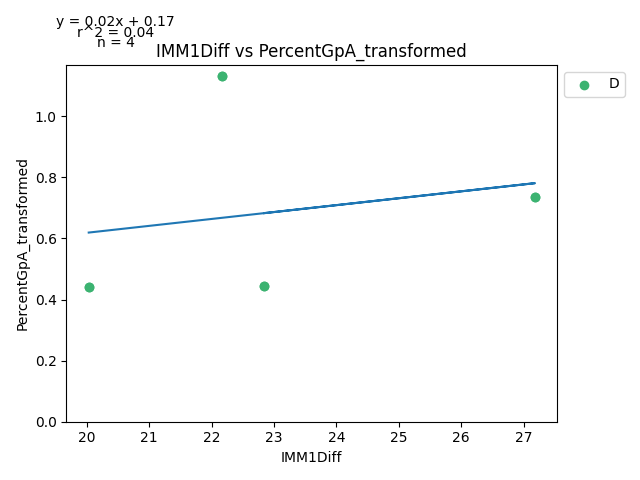 y = 0.02x + 0.17
r^2 = 0.04
n = 4
IMM1Diff vs PercentGpA_transformed
D
PercentGpA_transformed
1.0
0.8
0.6
0.4
0.2
0.0
20 21 22 23 24 25 26 27
IMM1Diff